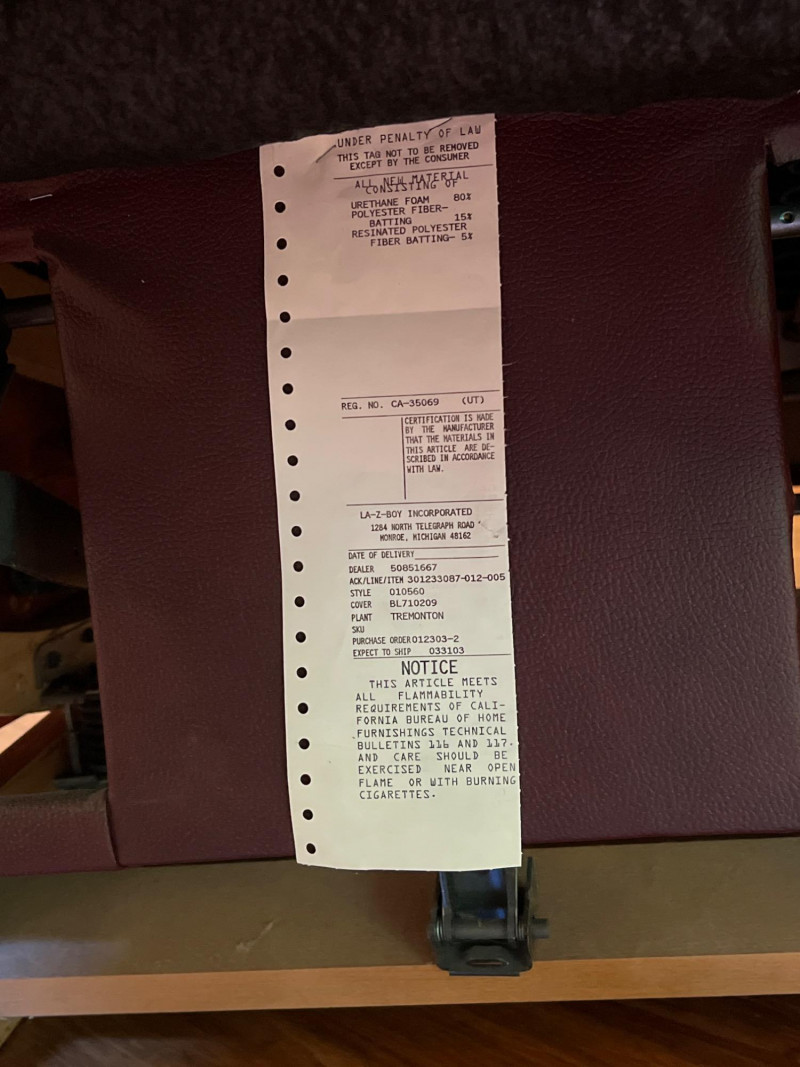 UNDER PENALTY OF LAW
THIS TAG NOT TO BE REMOVED
EXCEPT BY THE CONSUMER
ALL NEW MATERIAL
CONSISTING OF
URETHANE FOAM 80%
POLYESTER FIBER-
BATTING 15%
RESINATED POLYESTER
FIBER BATTING- 5%
REG. NO. CA-35069 (UT)
CERTIFICATION IS MADE
BY THE MANUFACTURER
THAT THE MATERIALS IN
THIS ARTICLE ARE DE-
SCRIBED IN ACCORDANCE
WITH LAW.
LA-Z-BOY INCORPORATED
1284 NORTH TELEGRAPH ROAD
MONROE, MICHIGAN 48162
DATE OF DELIVERY
DEALER 50851667
ACK/LINE/ITEM 301233087-012-005
STYLE 010560
COVER BL710209
PLANT TREMONTON
SKU
PURCHASE ORDER 012303-2
EXPECT TO SHIP 033103
NOTICE
THIS ARTICLE MEETS
ALL FLAMMABILITY
REQUIREMENTS OF CALI-
FORNIA BUREAU OF HOME
FURNISHINGS TECHNICAL
BULLETINS 116 AND 117.
AND CARE SHOULD BE
EXERCISED NEAR OPEN
FLAME OR WITH BURNING
CIGARETTES.